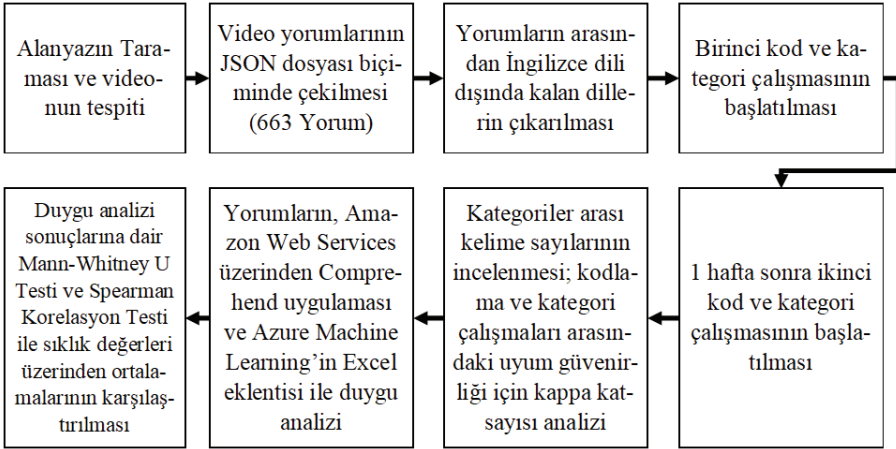 Alanyazın Tara-
ması ve video-
nun tespiti
Video yorumlarının
JSON dosyası biçi-
minde çekilmesi
(663 Yorum)
Yorumların arasın-
dan İngilizce dili
dışında kalan dille-
rin çıkarılması
Birinci kod ve ka-
tegori çalışmasının
başlatılması
1 hafta sonra ikinci
kod ve kategori
çalışmasının başla-
tılması
Kategoriler arası
kelime sayılarının
incelenmesi; kodla-
ma ve kategori
çalışmaları arasın-
daki uyum güvenir-
liği için kappa kat-
sayısı analizi
Yorumların, Ama-
zon Web Services
üzerinden Compre-
hend uygulaması
ve Azure Machine
Learning’in Excel
eklentisi ile duygu
analizi
Duygu analizi
sonuçlarına dair
Mann-Whitney U
Testi ve Spearman
Korelasyon Testi
ile sıklık değerleri
üzerinden ortala-
malarının karşılaş-
tırılması